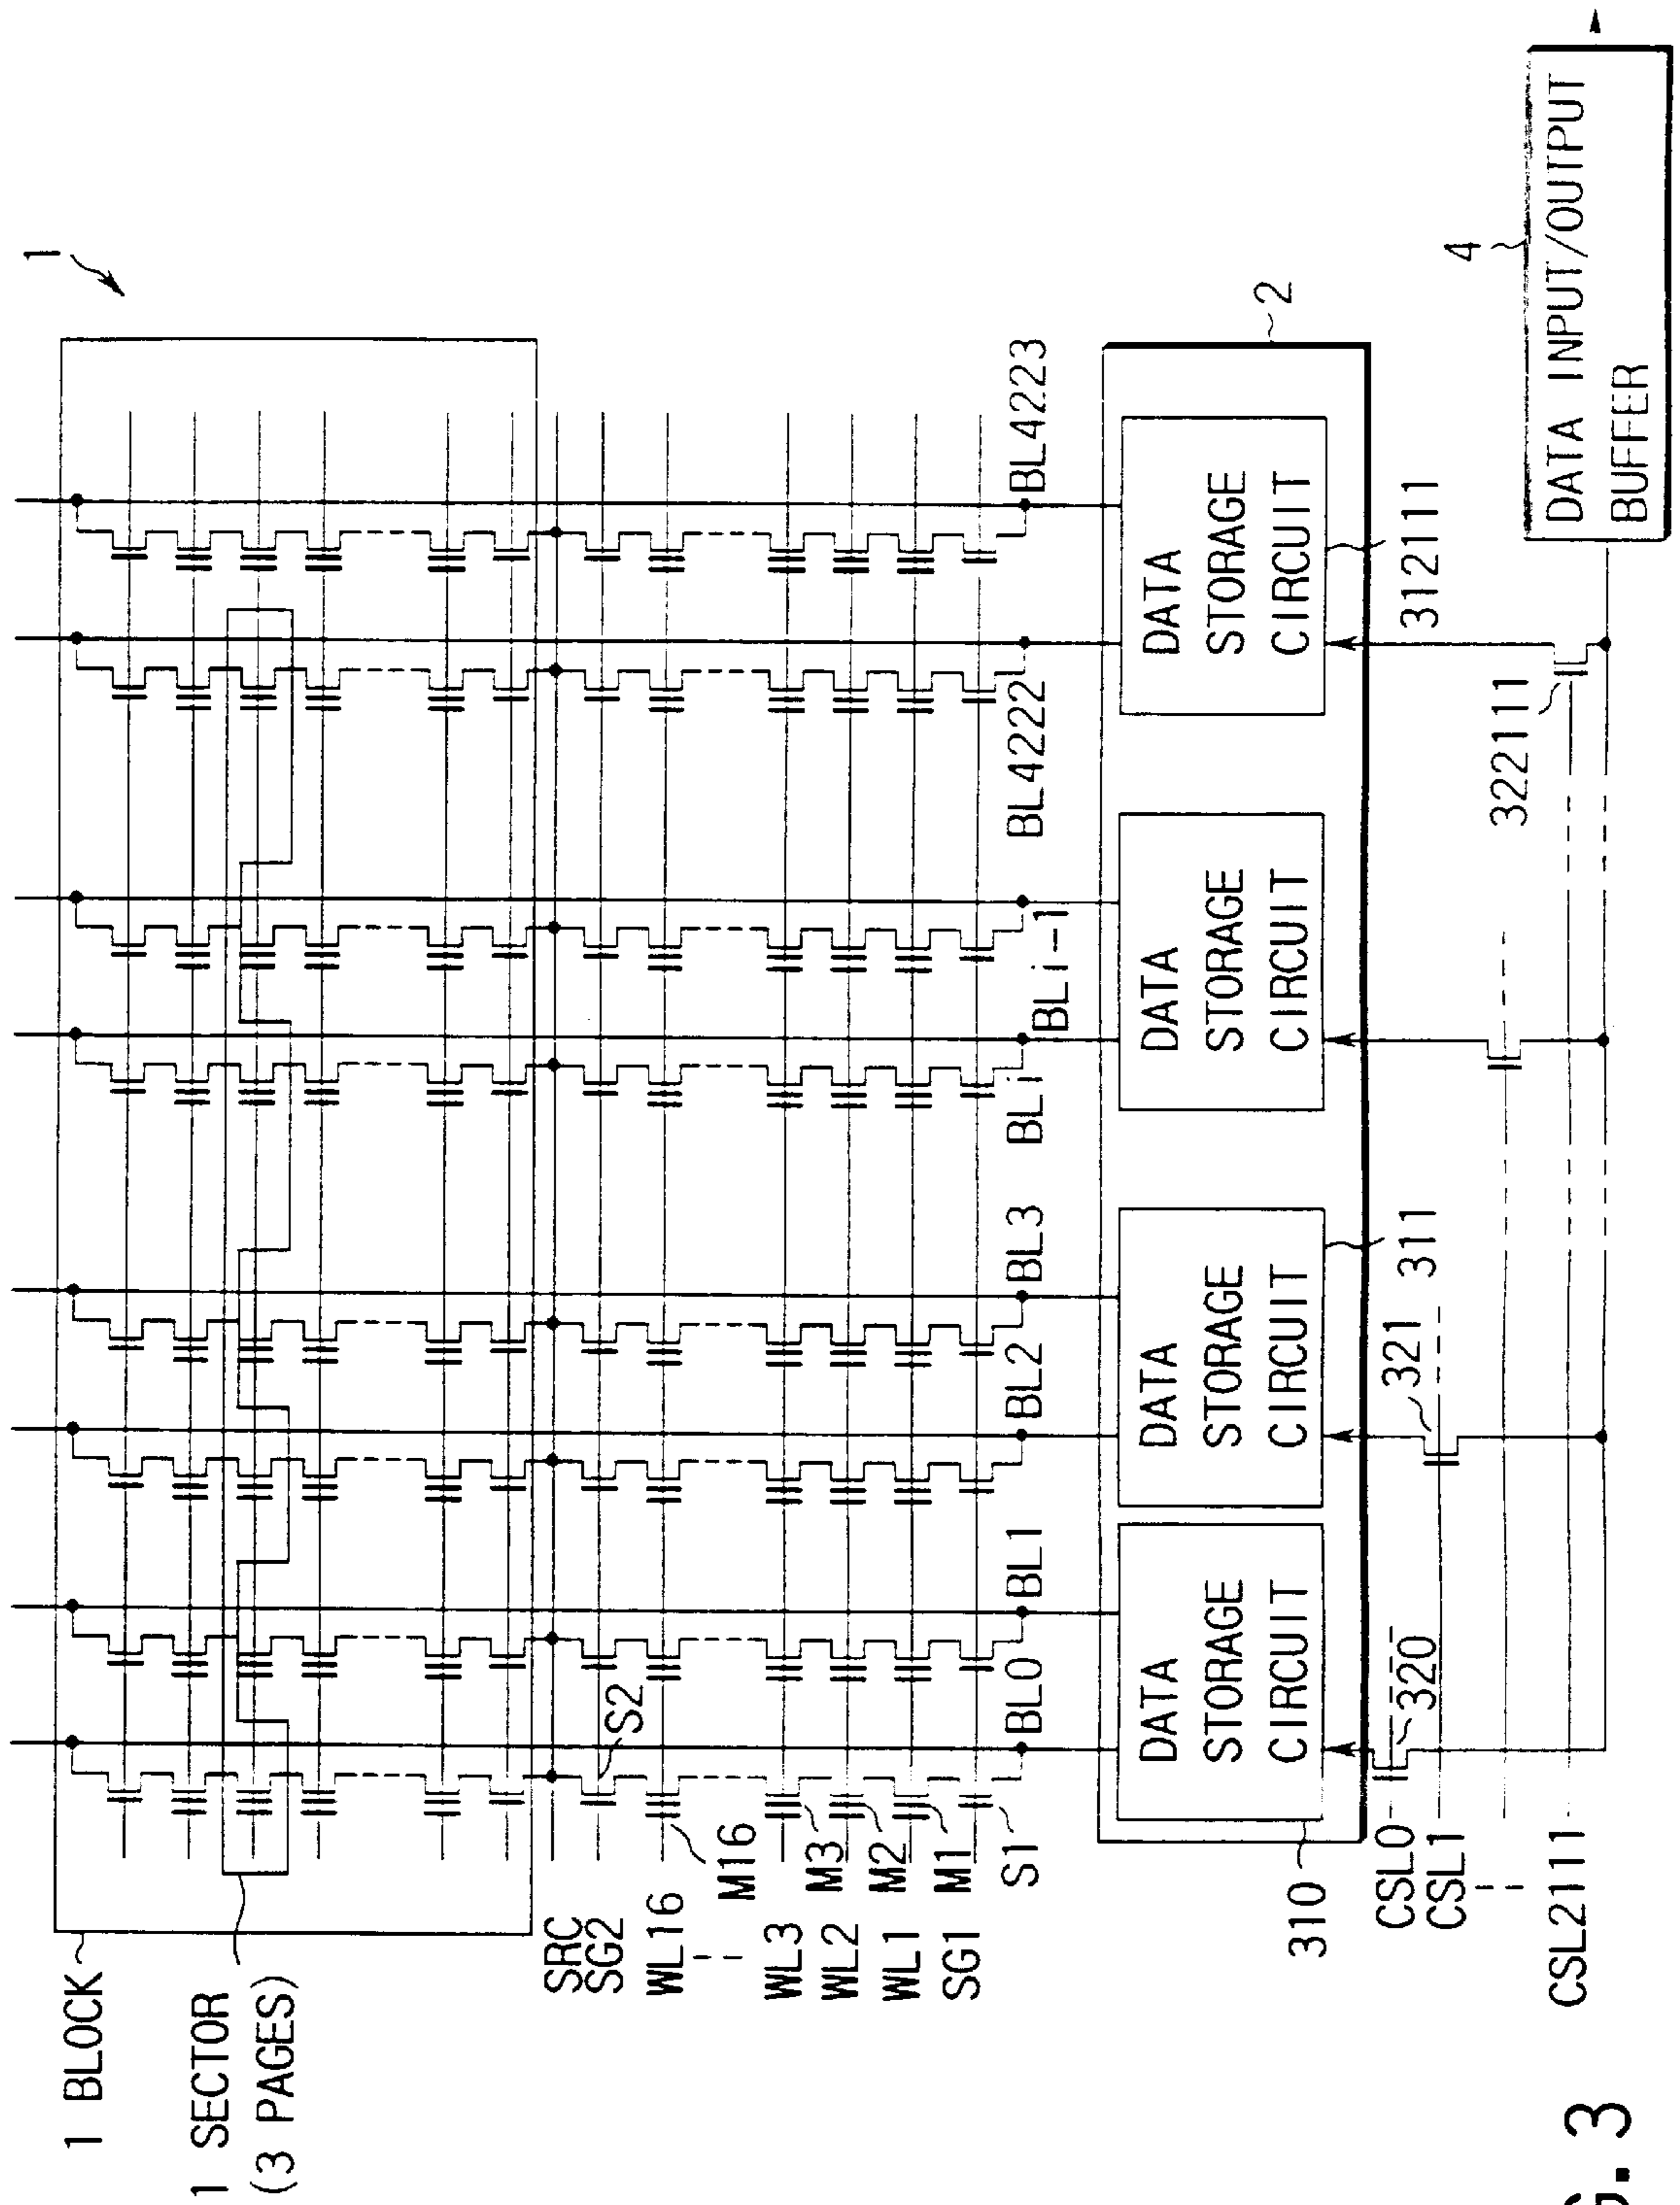 1 BLOCK
1 SECTOR
(3 PAGES)
1
SRC
SG2
WL16
WL3
WL2
WL1
SG1
S2
M16
M3
M2
M1
S1
BL0
BL1
BL2
BL3
BLi
BLi-1
BL4222
BL4223
2
DATA
STORAGE
CIRCUIT
DATA
STORAGE
CIRCUIT
DATA
STORAGE
CIRCUIT
DATA
STORAGE
CIRCUIT
310
311
312111
CSL0
CSL1
CSL2111
320
321
322111
4
DATA INPUT/OUTPUT
BUFFER
G. 3